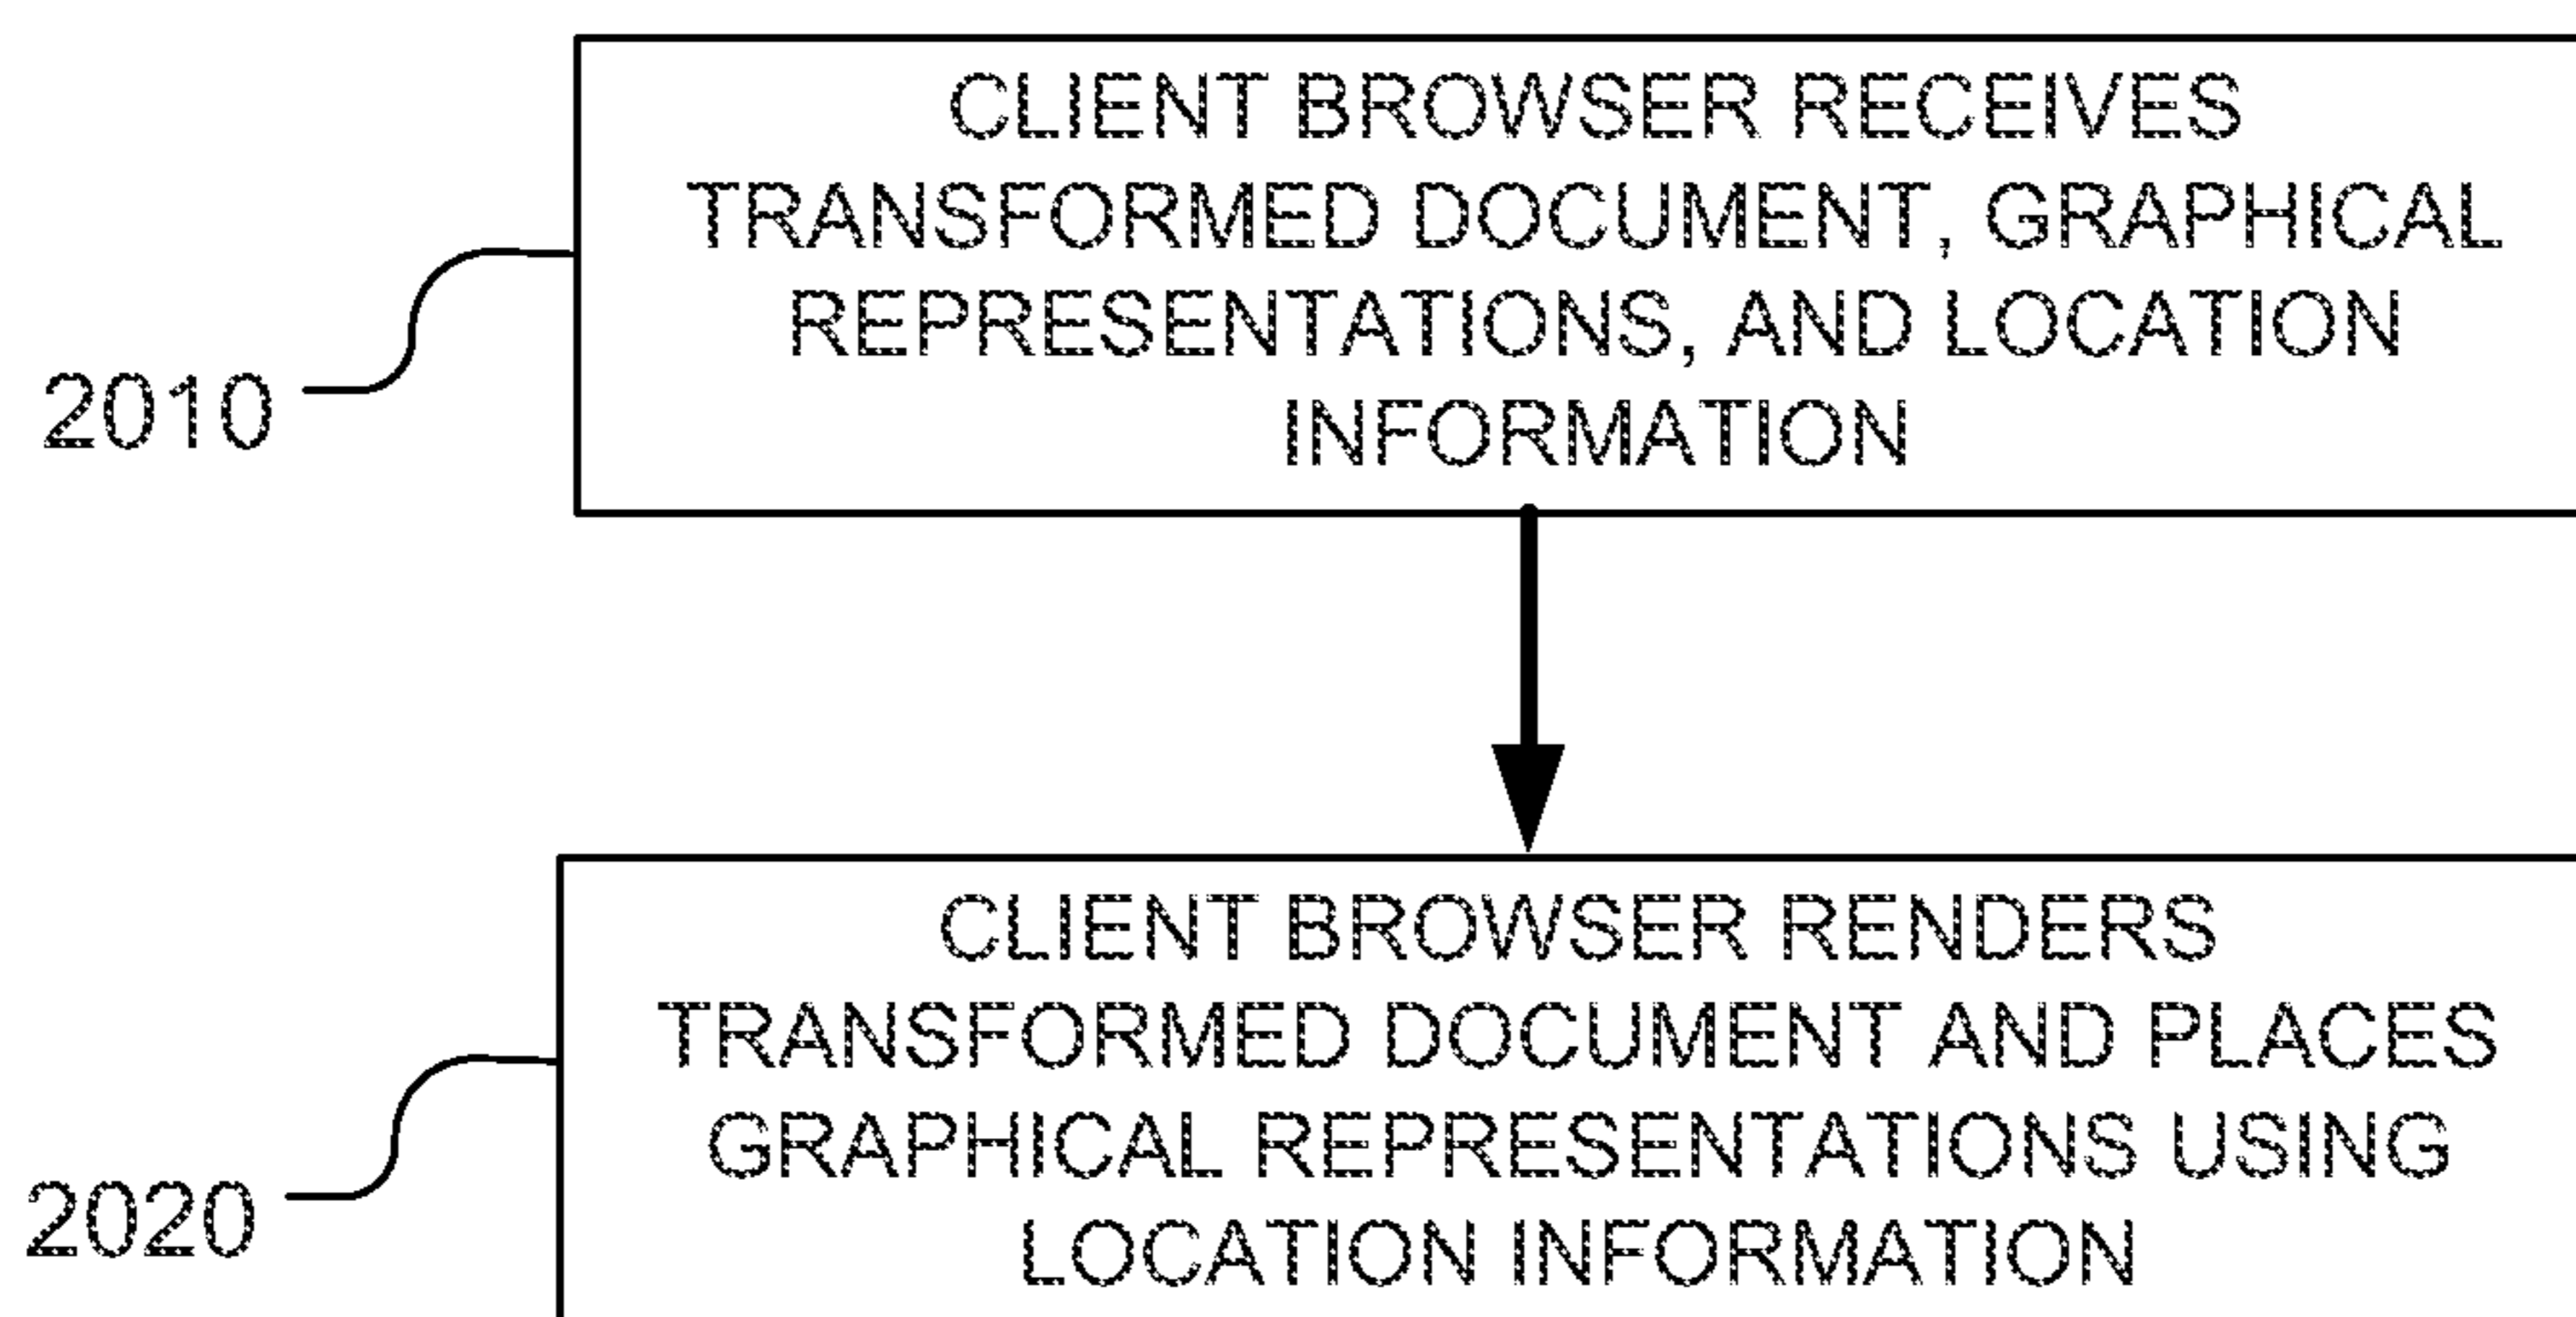 CLIENT BROWSER RECEIVES
TRANSFORMED DOCUMENT, GRAPHICAL
REPRESENTATIONS, AND LOCATION
INFORMATION
2010
CLIENT BROWSER RENDERS
TRANSFORMED DOCUMENT AND PLACES
GRAPHICAL REPRESENTATIONS USING
LOCATION INFORMATION
2020